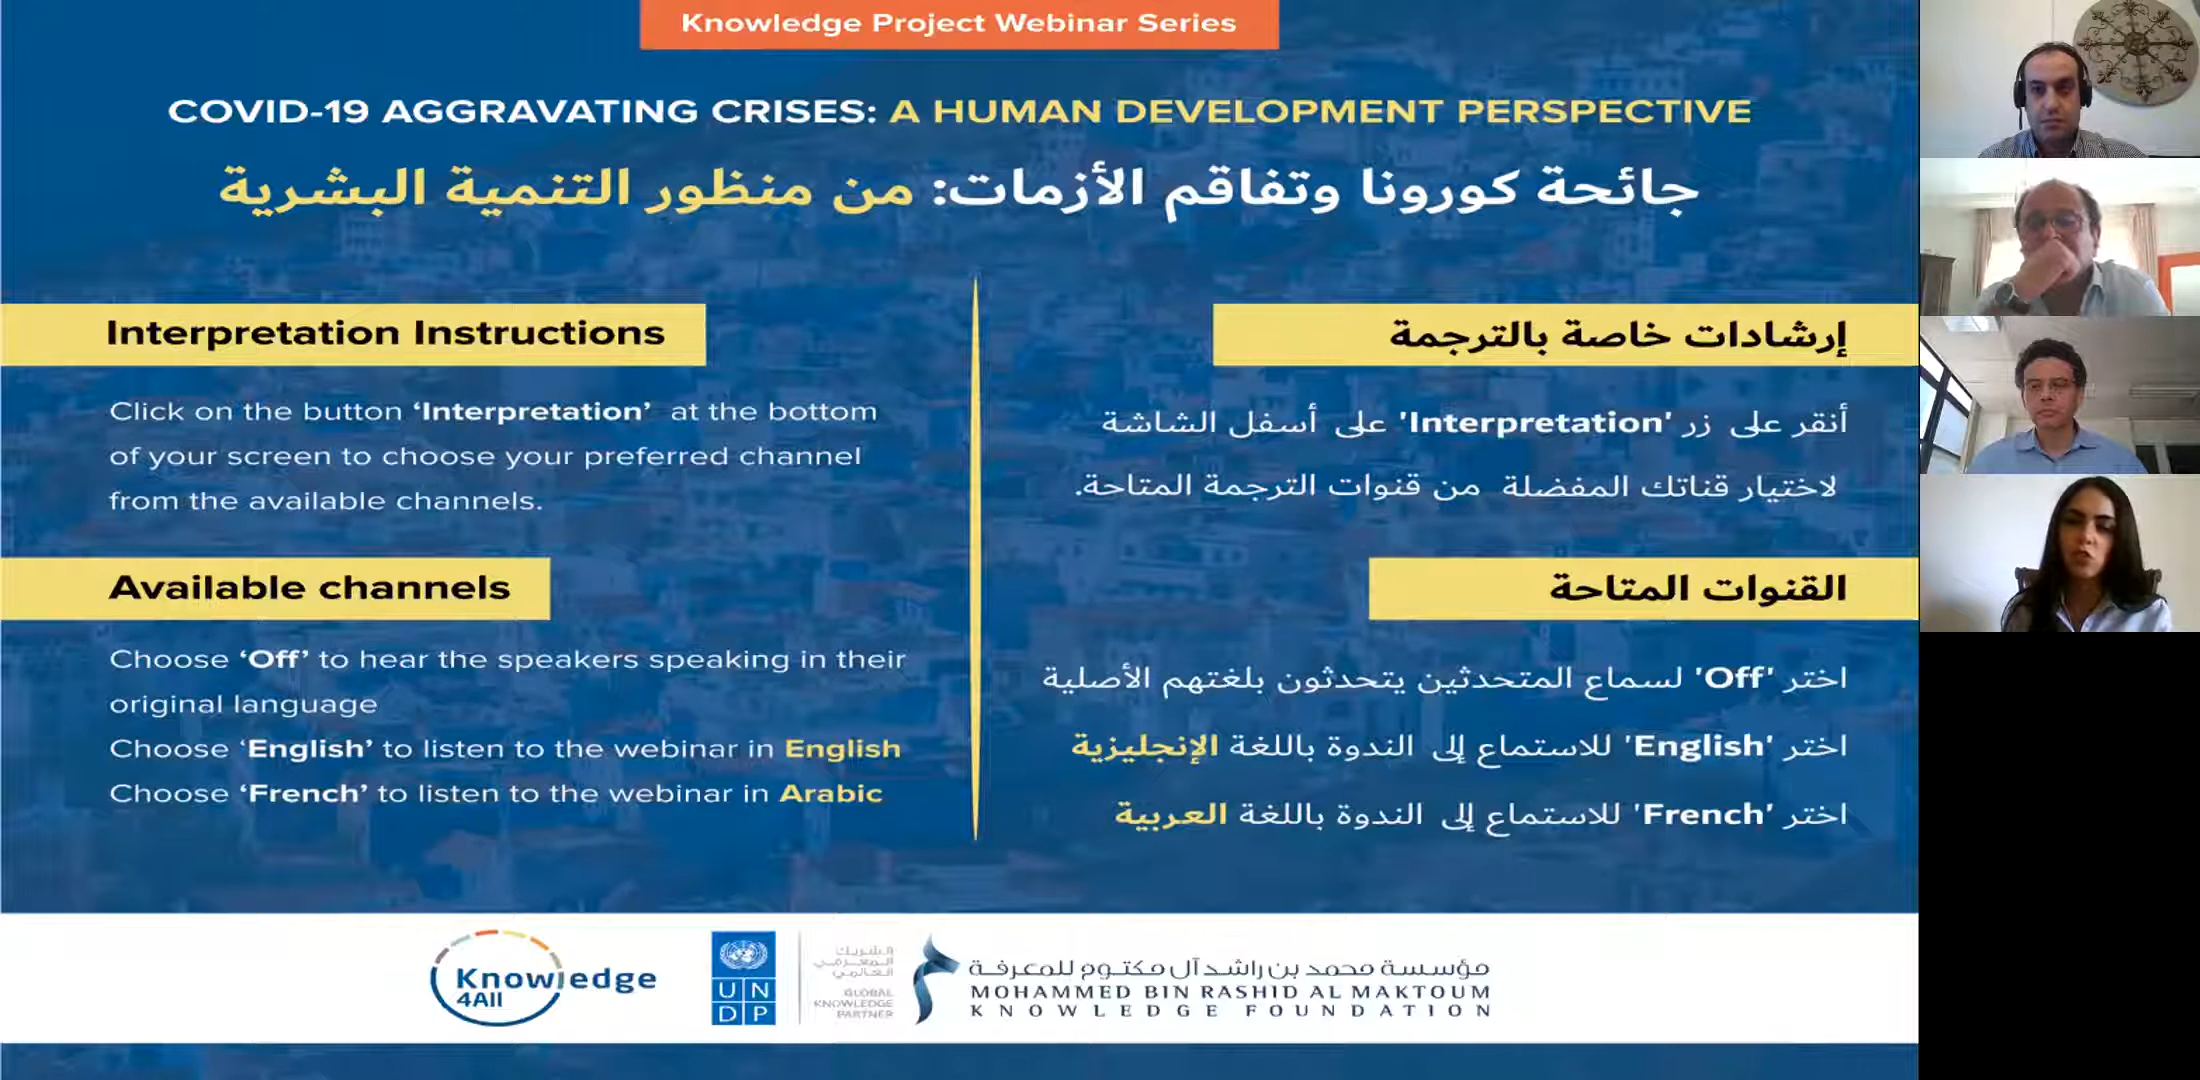 Knowledge Project Webinar Series
COVID-19 AGGRAVATING CRISES: A HUMAN DEVELOPMENT PERSPECTIVE
جائحة كورونا وتفاقم الأزمات: من منظور التنمية البشرية
Interpretation Instructions
Click on the button ‘Interpretation’ at the bottom
of your screen to choose your preferred channel
from the available channels.
Available channels
Choose ‘Off’ to hear the speakers speaking in their
original language
Choose ‘English’ to listen to the webinar in English
Choose ‘French’ to listen to the webinar in Arabic
إرشادات خاصة بالترجمة
أنقر على زر 'Interpretation' على أسفل الشاشة
لاختيار قناتك المفضلة من قنوات الترجمة المتاحة.
القنوات المتاحة
اختر 'Off' لسماع المتحدثين يتحدثون بلغتهم الأصلية
اختر 'English' للاستماع إلى الندوة باللغة الإنجليزية
اختر 'French' للاستماع إلى الندوة باللغة العربية
Knowledge
4All
U N
D P
الشريك
المعرفي
العالمي
GLOBAL
KNOWLEDGE
PARTNER
مؤسسة محمد بن راشد آل مكتوم للمعرفة
MOHAMMED BIN RASHID AL MAKTOUM
KNOWLEDGE FOUNDATION